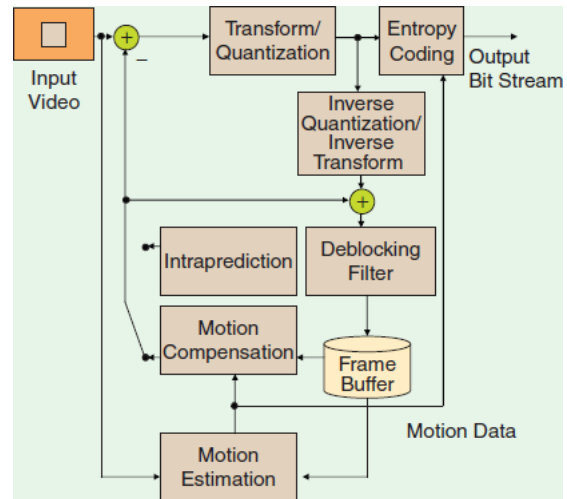 Input
Video
+
–
Transform/
Quantization
Entropy
Coding
Output
Bit Stream
Inverse
Quantization/
Inverse
Transform
+
Intraprediction
Deblocking
Filter
Motion
Compensation
Frame
Buffer
Motion Data
Motion
Estimation